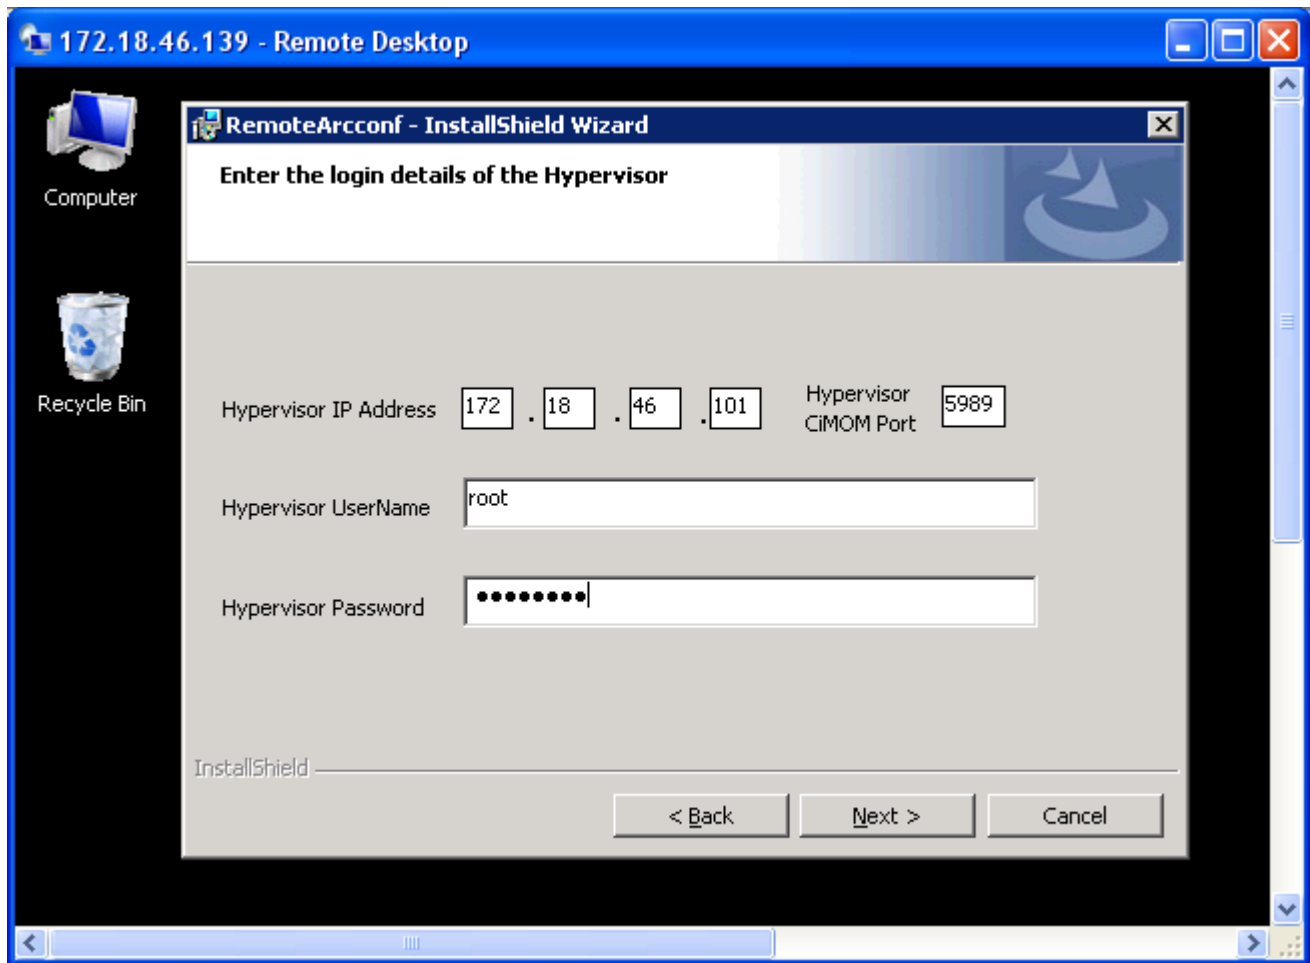 172.18.46.139 - Remote Desktop
Computer
Recycle Bin
RemoteArcconf - InstallShield Wizard
Enter the login details of the Hypervisor
Hypervisor IP Address 172 . 18 . 46 . 101 Hypervisor
CiMOM Port 5989
Hypervisor UserName root
Hypervisor Password ••••••••
InstallShield
< Back Next > Cancel